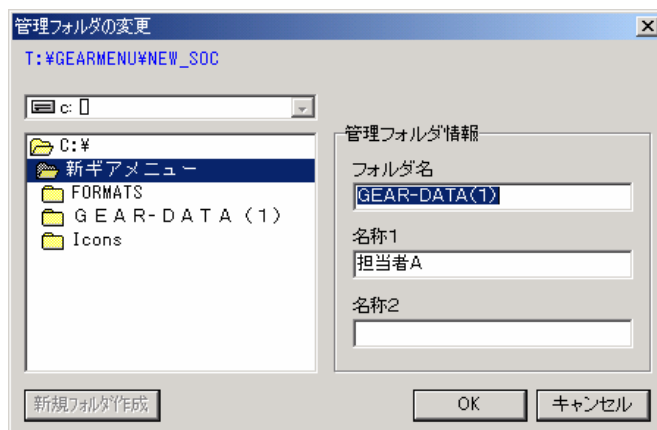 管理フォルダの変更
T:¥GEARMENU¥NEW_SOC
c: []
C:¥
新ギアメニュー
FORMATS
ＧＥＡＲ-ＤＡＴＡ（１）
Icons
管理フォルダ情報
フォルダ名
GEAR-DATA(1)
名称1
担当者A
名称2
新規フォルダ作成
OK
キャンセル